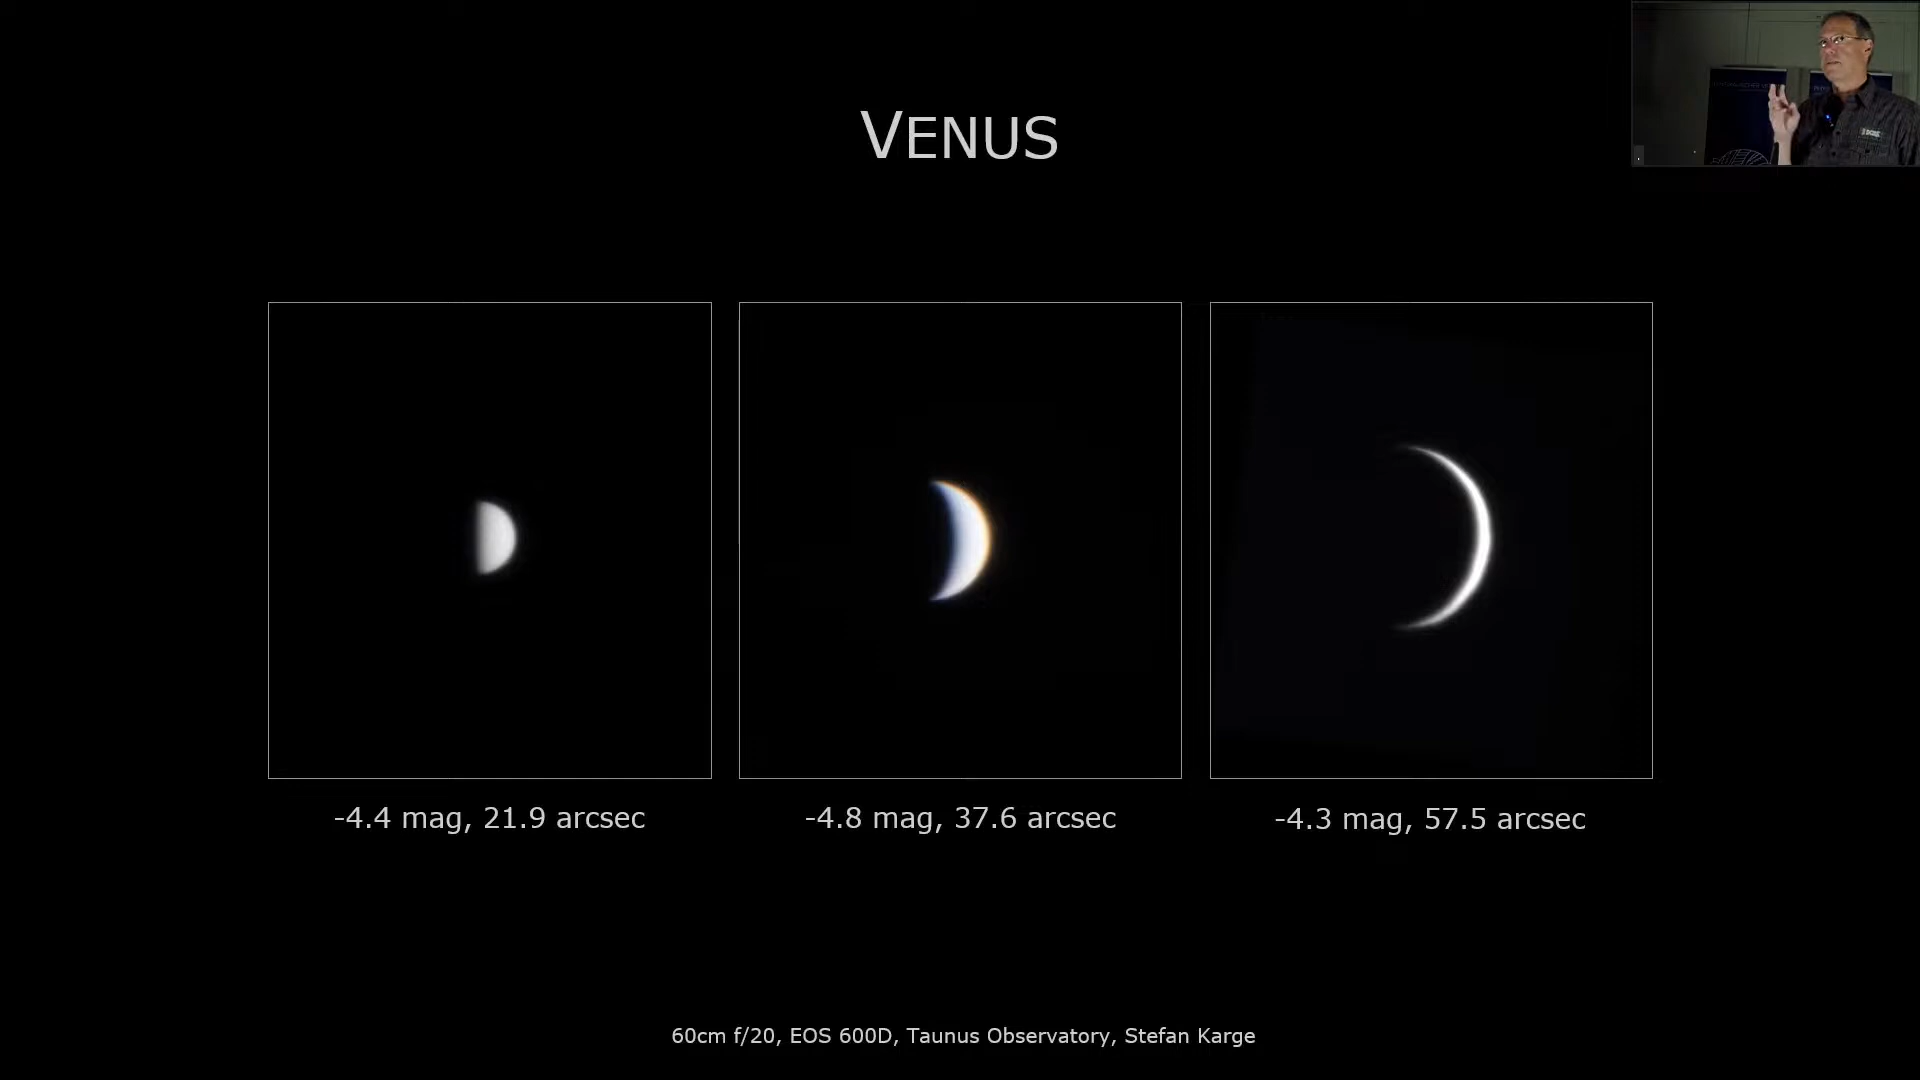 VENUS
-4.4 mag, 21.9 arcsec
-4.8 mag, 37.6 arcsec
-4.3 mag, 57.5 arcsec
60cm f/20, EOS 600D, Taunus Observatory, Stefan Karge